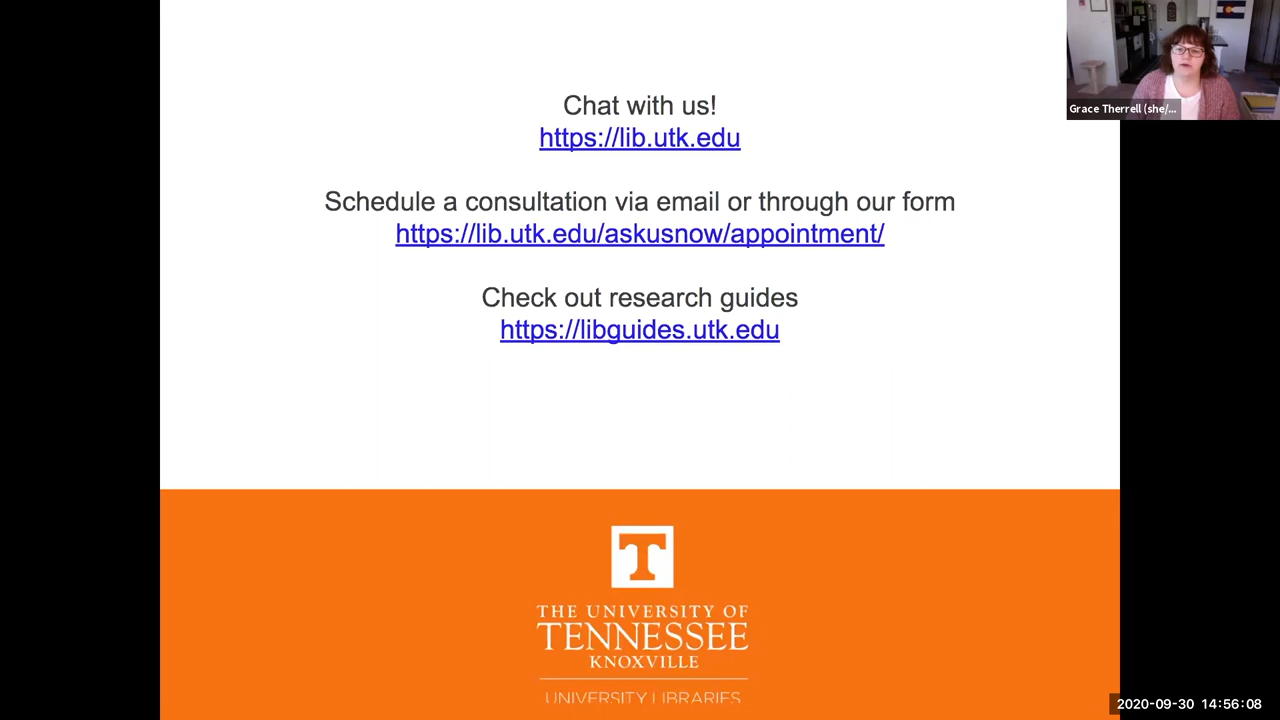 Chat with us!
https://lib.utk.edu
Schedule a consultation via email or through our form
https://lib.utk.edu/askusnow/appointment/
Check out research guides
https://libguides.utk.edu
Grace Therrell (she/...
T
THE UNIVERSITY OF
TENNESSEE
KNOXVILLE
UNIVERSITY LIBRARIES
2020-09-30 14:56:08